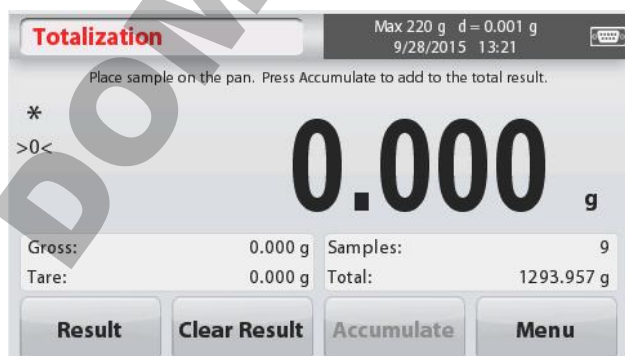 Totalization
Max 220 g d = 0.001 g
9/28/2015 13:21
Place sample on the pan. Press Accumulate to add to the total result.
*
>0<
0.000 g
Gross: 0.000 g Samples: 9
Tare: 0.000 g Total: 1293.957 g
Result Clear Result Accumulate Menu